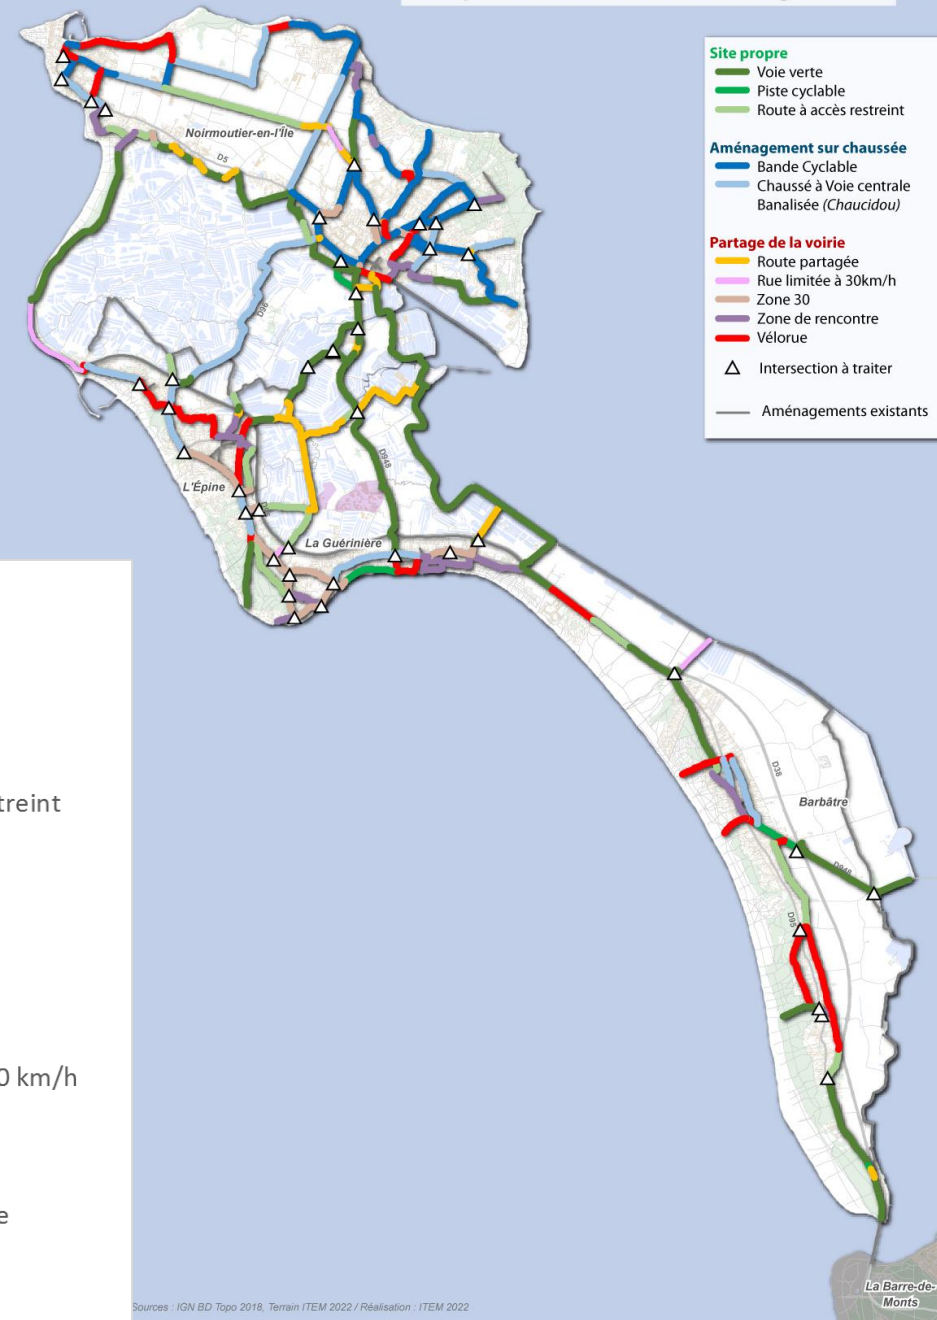 Site propre
Voie verte
Piste cyclable
Route à accès restreint
Aménagement sur chaussée
Bande Cyclable
Chaussé à Voie centrale
Banalisée (Chaucidou)
Partage de la voirie
Route partagée
Rue limitée à 30km/h
Zone 30
Zone de rencontre
Vélorue
Intersection à traiter
Aménagements existants
Noirmoutier-en-l'Île
D5
D96
D948
L'Épine
La Guérinière
treint
D38
Barbâtre
D948
D95
0 km/h
e
La Barre-de-
Monts
Sources : IGN BD Topo 2018, Terrain ITEM 2022 / Réalisation : ITEM 2022